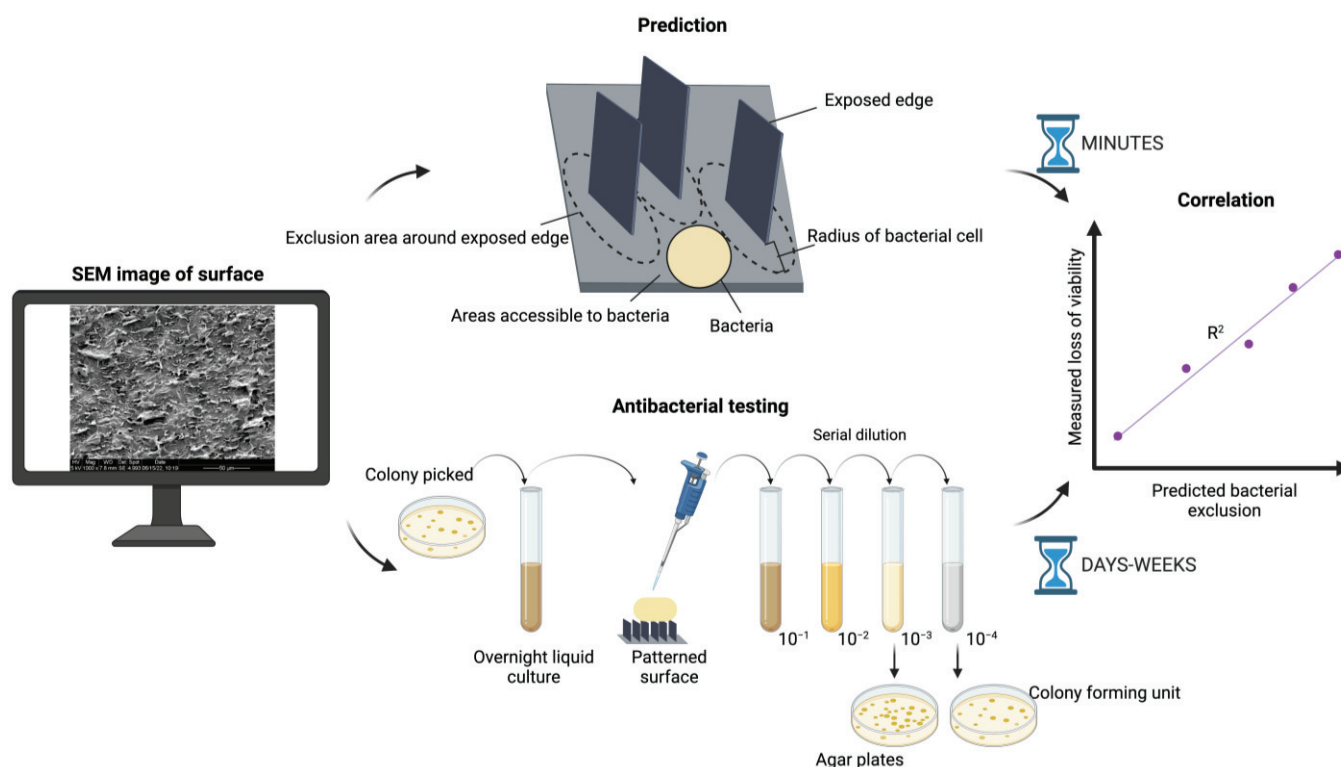 Prediction
Exposed edge
MINUTES
Exclusion area around exposed edge
Radius of bacterial cell
Areas accessible to bacteria
Bacteria
SEM image of surface
Correlation
Measured loss of viability
R²
Predicted bacterial
exclusion
DAYS-WEEKS
Antibacterial testing
Serial dilution
Colony picked
10⁻¹
10⁻²
10⁻³
10⁻⁴
Overnight liquid
culture
Patterned
surface
Colony forming unit
Agar plates